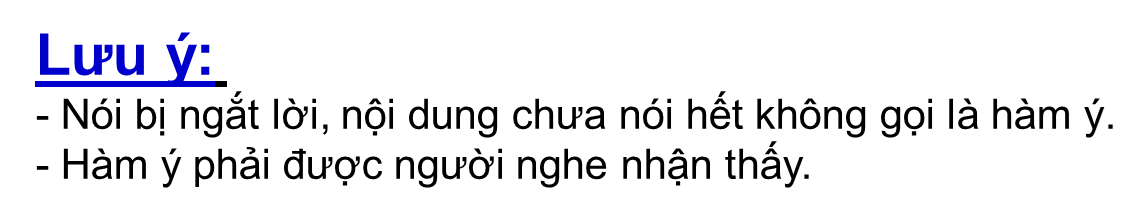 Lưu ý:
- Nói bị ngắt lời, nội dung chưa nói hết không gọi là hàm ý.
- Hàm ý phải được người nghe nhận thấy.